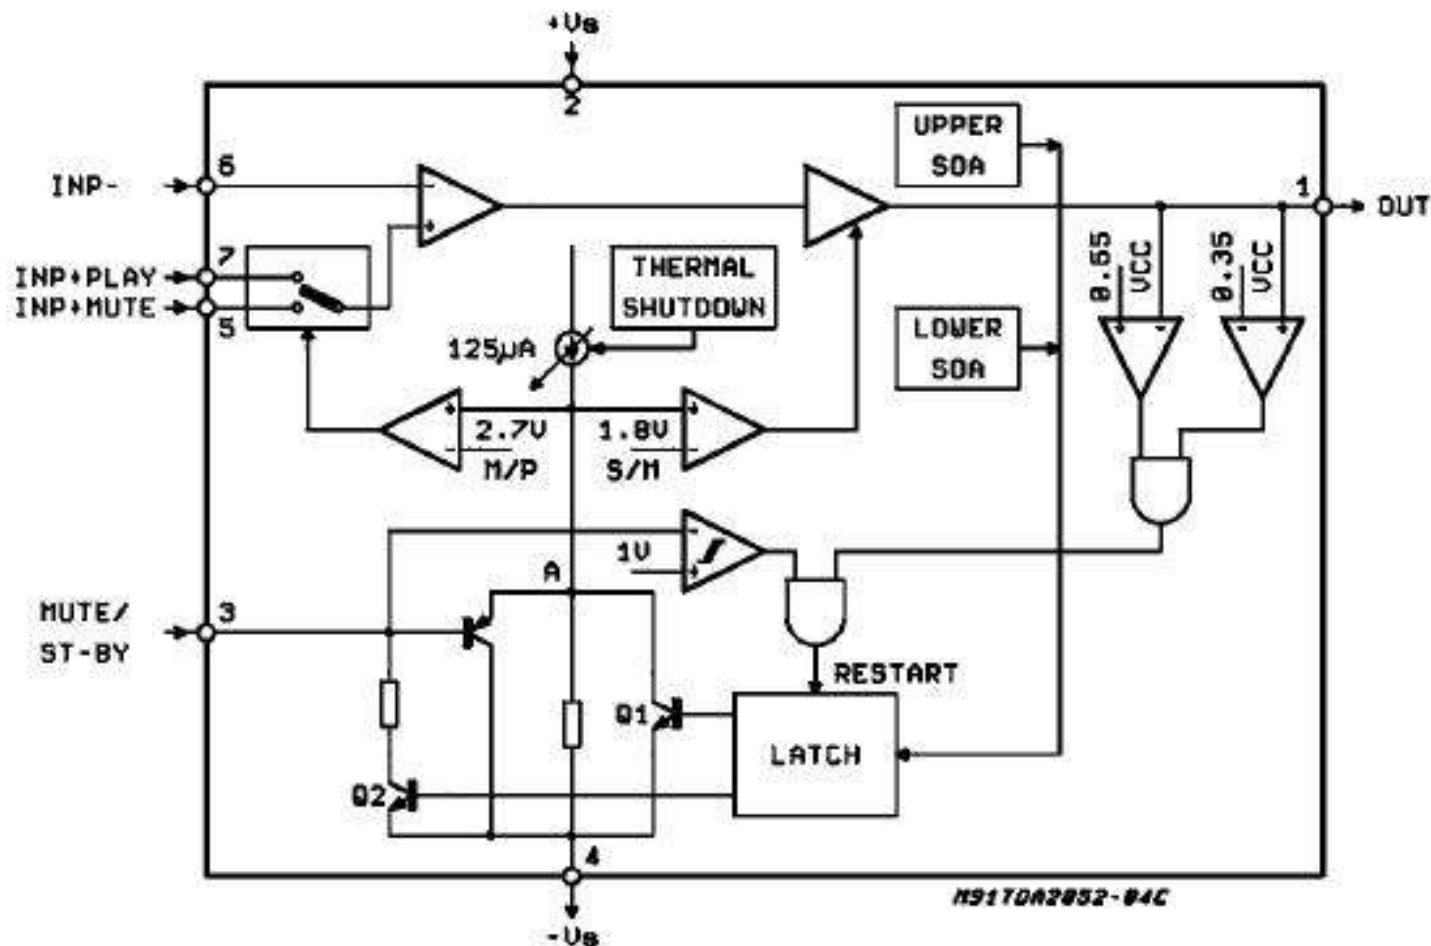 +Vs
2
UPPER
SOA
6
INP-
1
OUT
7
INP+PLAY
INP+MUTE
5
THERMAL
SHUTDOWN
0.65
VCC
0.35
VCC
-
+
+
-
-
+
125µA
LOWER
SOA
+
2.7V
-
M/P
+
1.8V
-
S/M
-
1V
+
A
MUTE/
ST-BY
3
RESTART
Q1
LATCH
Q2
4
-Vs
M91TDA2052-04C